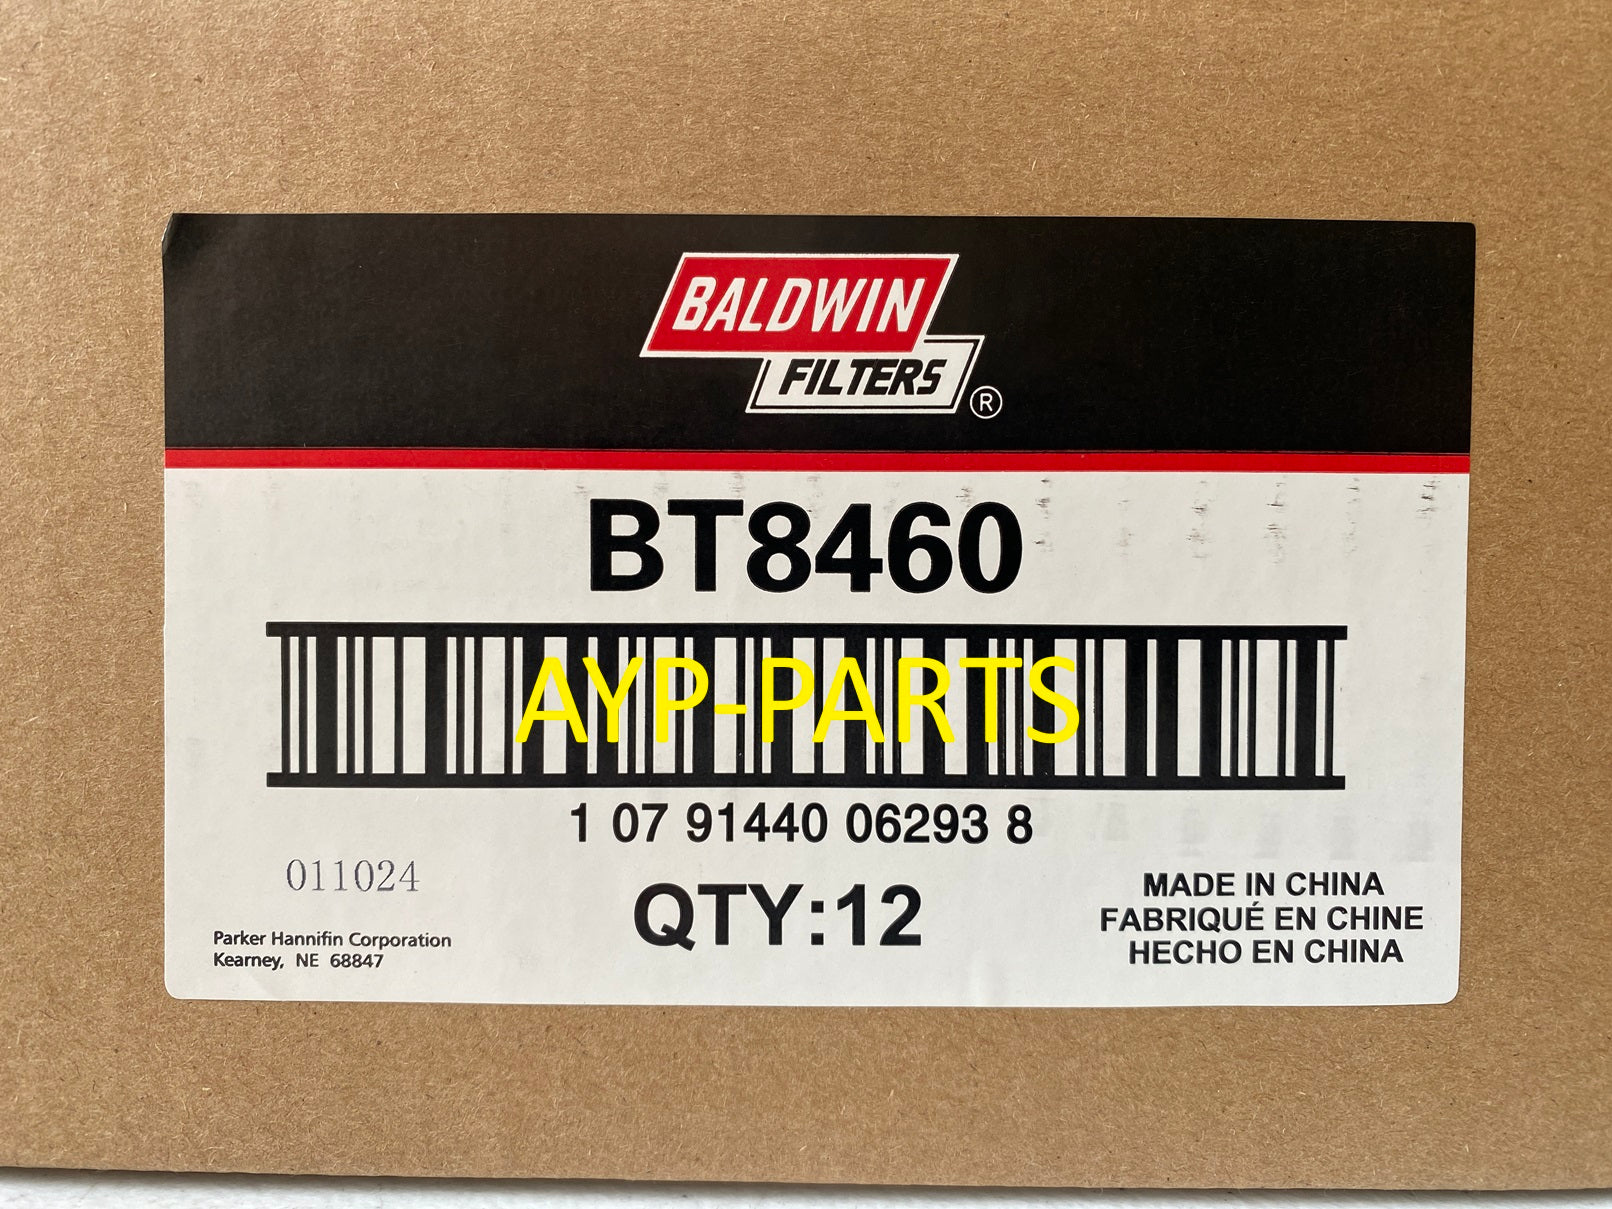 BALDWIN
FILTERS
®
BT8460
AYP-PARTS
1 07 91440 06293 8
011024
QTY:12
Parker Hannifin Corporation
Kearney, NE 68847
MADE IN CHINA
FABRIQUÉ EN CHINE
HECHO EN CHINA